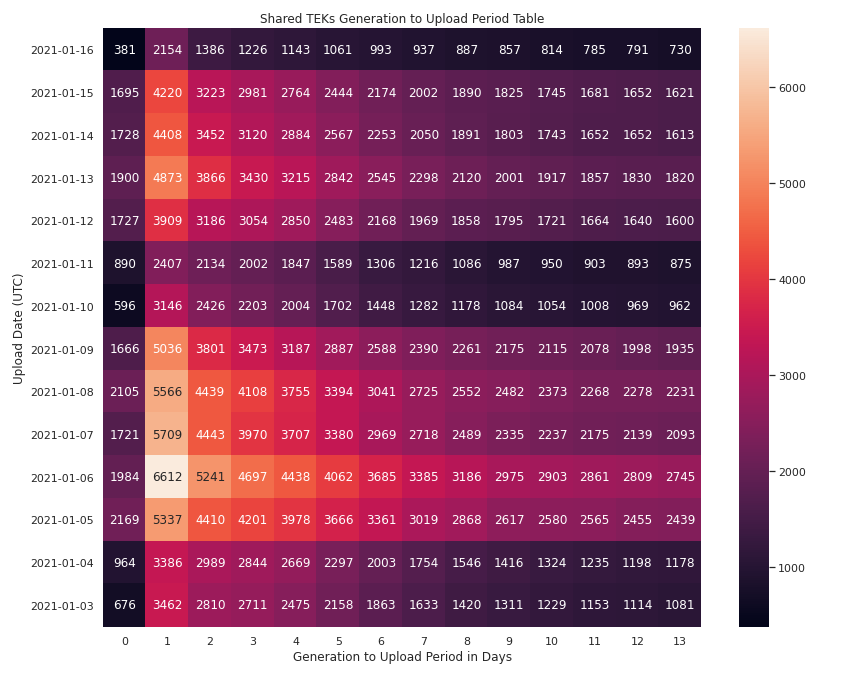 Shared TEKs Generation to Upload Period Table
2021-01-16 381 2154 1386 1226 1143 1061 993 937 887 857 814 785 791 730
2021-01-15 1695 4220 3223 2981 2764 2444 2174 2002 1890 1825 1745 1681 1652 1621
2021-01-14 1728 4408 3452 3120 2884 2567 2253 2050 1891 1803 1743 1652 1652 1613
2021-01-13 1900 4873 3866 3430 3215 2842 2545 2298 2120 2001 1917 1857 1830 1820
2021-01-12 1727 3909 3186 3054 2850 2483 2168 1969 1858 1795 1721 1664 1640 1600
2021-01-11 890 2407 2134 2002 1847 1589 1306 1216 1086 987 950 903 893 875
2021-01-10 596 3146 2426 2203 2004 1702 1448 1282 1178 1084 1054 1008 969 962
2021-01-09 1666 5036 3801 3473 3187 2887 2588 2390 2261 2175 2115 2078 1998 1935
2021-01-08 2105 5566 4439 4108 3755 3394 3041 2725 2552 2482 2373 2268 2278 2231
2021-01-07 1721 5709 4443 3970 3707 3380 2969 2718 2489 2335 2237 2175 2139 2093
2021-01-06 1984 6612 5241 4697 4438 4062 3685 3385 3186 2975 2903 2861 2809 2745
2021-01-05 2169 5337 4410 4201 3978 3666 3361 3019 2868 2617 2580 2565 2455 2439
2021-01-04 964 3386 2989 2844 2669 2297 2003 1754 1546 1416 1324 1235 1198 1178
2021-01-03 676 3462 2810 2711 2475 2158 1863 1633 1420 1311 1229 1153 1114 1081
0 1 2 3 4 5 6 7 8 9 10 11 12 13
Generation to Upload Period in Days
Upload Date (UTC)
6000
5000
4000
3000
2000
1000